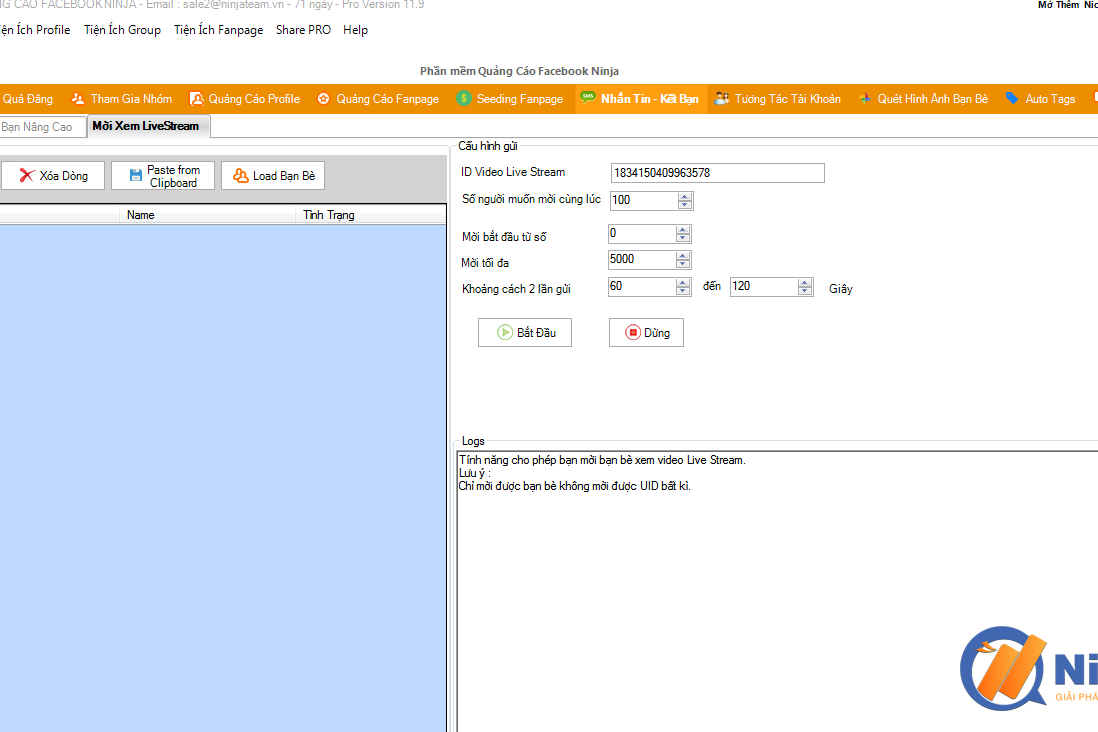 NG CÁO FACEBOOK NINJA - Email : sale2@ninjateam.vn - 71 ngày - Pro Version 11.9
Mở Thêm Nic
iện Ích Profile Tiện Ích Group Tiện Ích Fanpage Share PRO Help
Phần mềm Quảng Cáo Facebook Ninja
Quả Đăng Tham Gia Nhóm Quảng Cáo Profile Quảng Cáo Fanpage Seeding Fanpage SMS Nhắn Tin - Kết Bạn Tương Tác Tài Khoản Quét Hình Ảnh Bạn Bè Auto Tags
Bạn Nâng Cao Mời Xem LiveStream
Xóa Dòng Paste from Clipboard Load Bạn Bè
Name Tình Trạng
Cấu hình gửi
ID Video Live Stream 1834150409963578
Số người muốn mời cùng lúc 100
Mời bắt đầu từ số 0
Mời tối đa 5000
Khoảng cách 2 lần gửi 60 đến 120 Giây
Bắt Đầu Dừng
Logs
Tính năng cho phép bạn mời bạn bè xem video Live Stream.
Lưu ý :
Chỉ mời được bạn bè không mời được UID bất kì.
Ni
GIẢI PHÁ